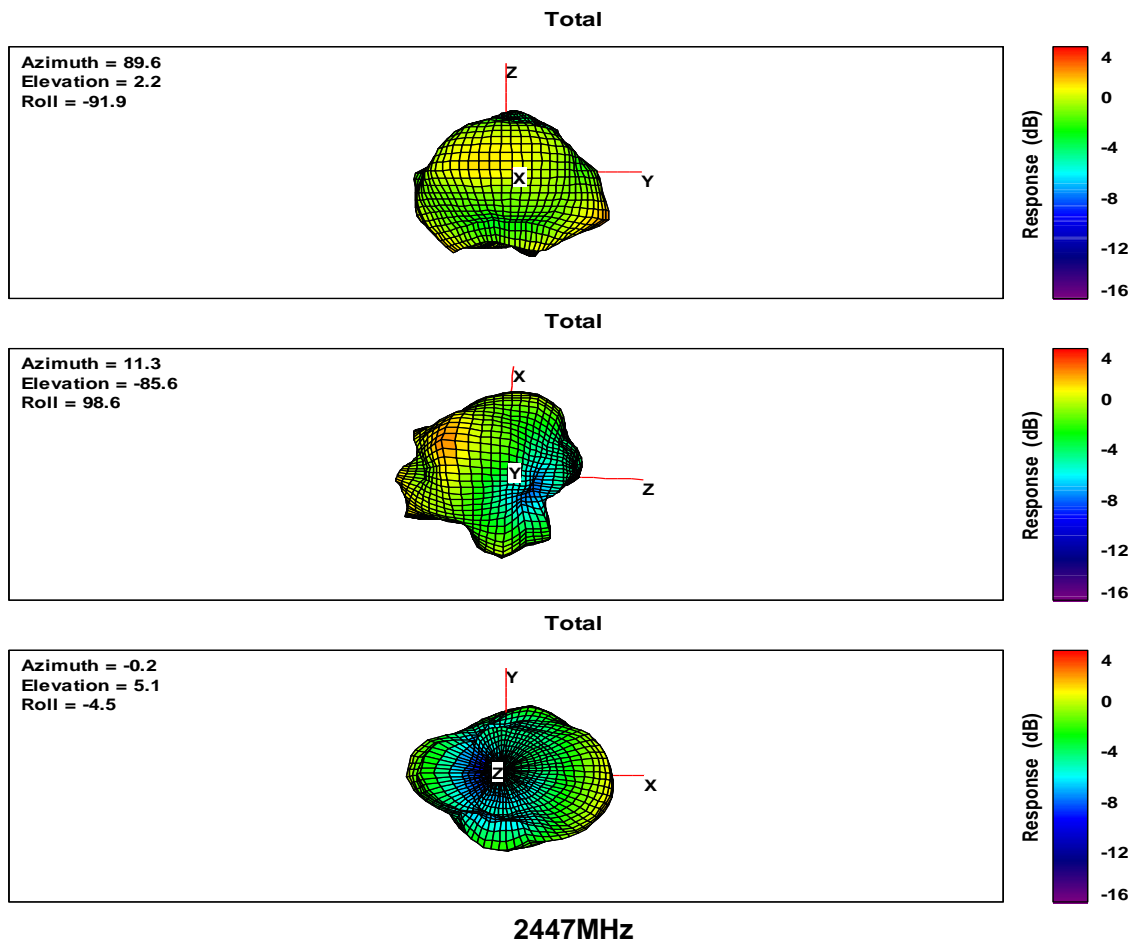 Total
Azimuth = 89.6
Elevation = 2.2
Roll = -91.9
Z
X
Y
Response (dB)
4
0
-4
-8
-12
-16
Total
Azimuth = 11.3
Elevation = -85.6
Roll = 98.6
X
Y
Z
Response (dB)
4
0
-4
-8
-12
-16
Total
Azimuth = -0.2
Elevation = 5.1
Roll = -4.5
Y
Z
X
Response (dB)
4
0
-4
-8
-12
-16
2447MHz